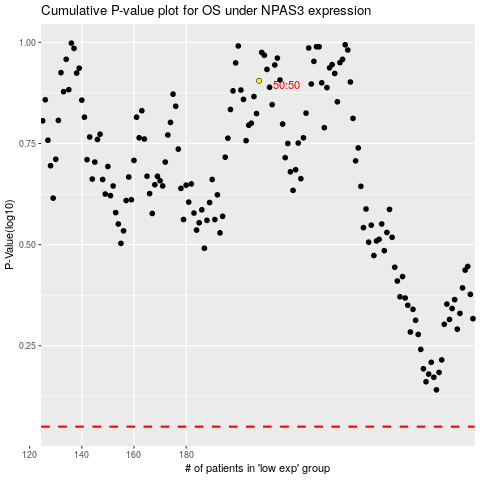 Cumulative P-value plot for OS under NPAS3 expression
1.00
0.75
0.50
0.25
P-Value(log10)
50:50
120 140 160 180
# of patients in 'low exp' group